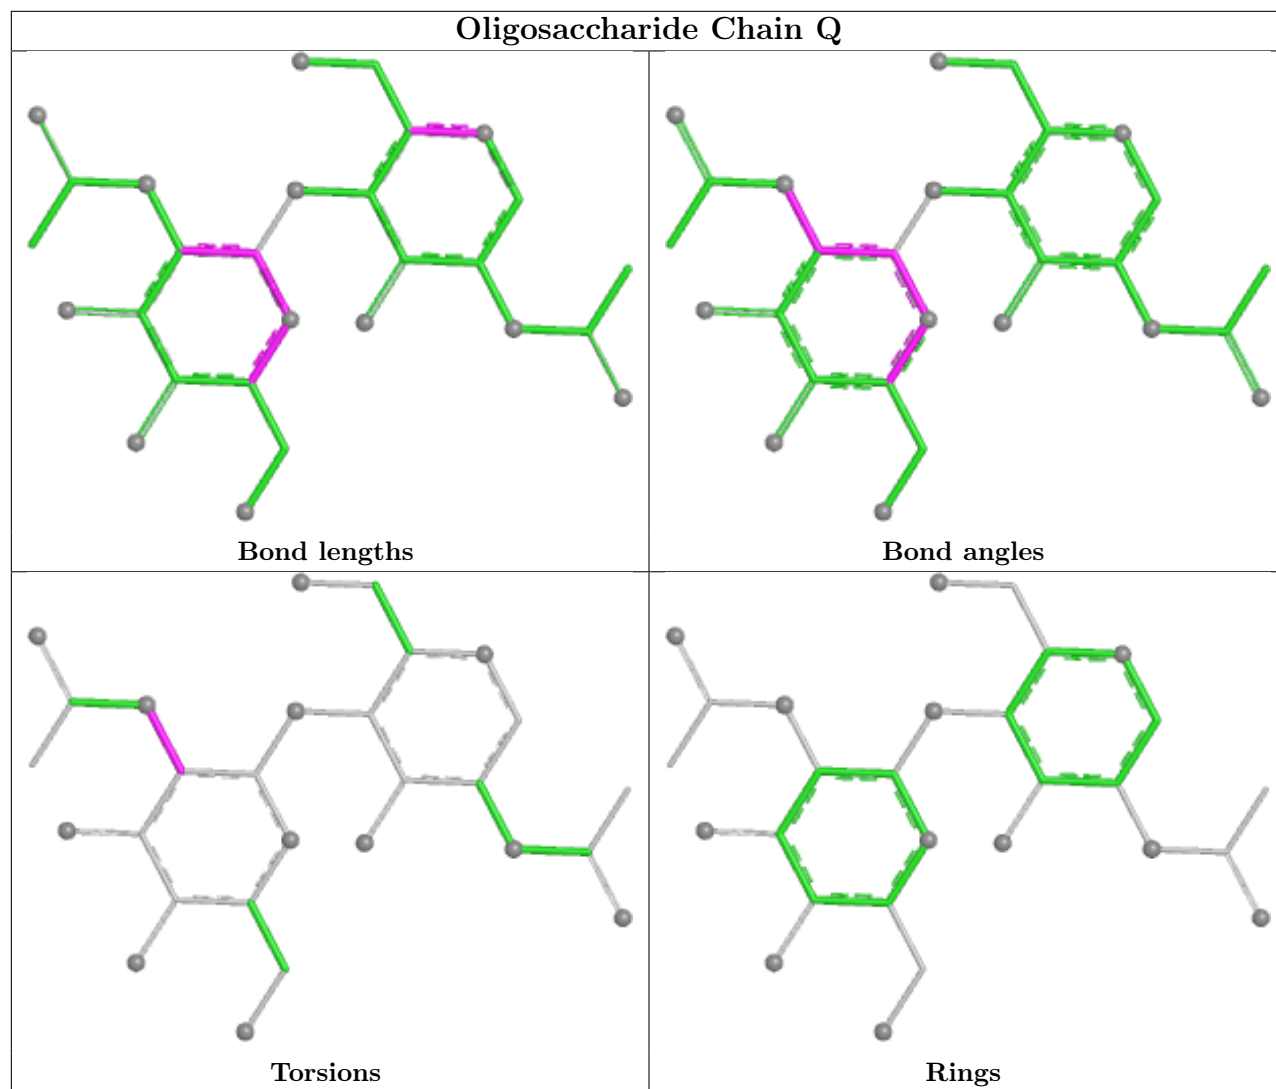 Oligosaccharide Chain Q
Bond lengths
Bond angles
Torsions
Rings